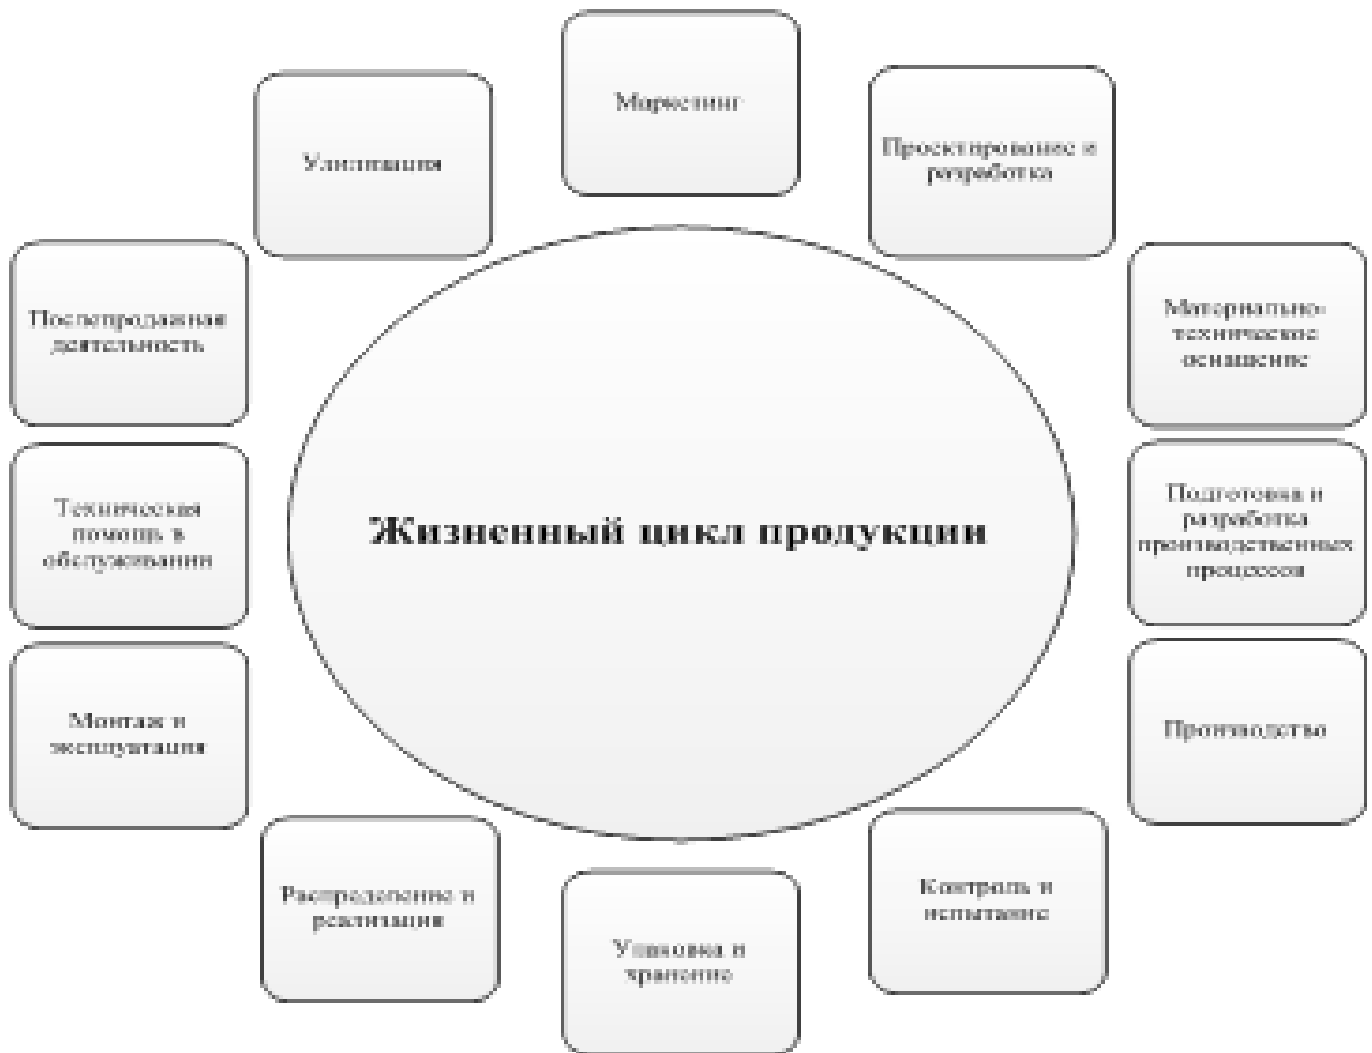 Маркетинг
Утилизация
Проектирование и
разработка
Послепродажная
деятельность
Материально-
техническое
оснащение
Техническая
помощь в
обслуживании
Жизненный цикл продукции
Подготовка и
разработка
производственных
процессов
Монтаж и
эксплуатация
Производство
Распределение и
реализация
Упаковка и
хранение
Контроль и
испытание